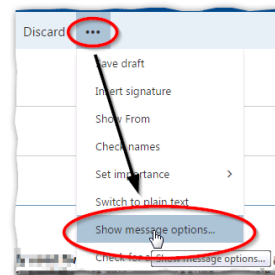 Discard •••
Save draft
Insert signature
Show From
Check names
Set importance >
Switch to plain text
Show message options...
Check for a Show message options...